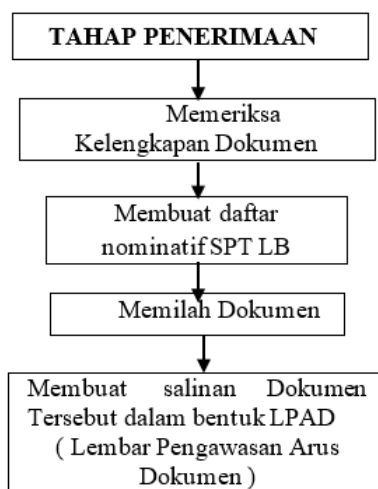 TAHAP PENERIMAAN
Memeriksa
Kelengkapan Dokumen
Membuat daftar
nominatif SPT LB
Memilah Dokumen
Membuat salinan Dokumen
Tersebut dalam bentuk LPAD
( Lembar Pengawasan Arus
Dokumen )